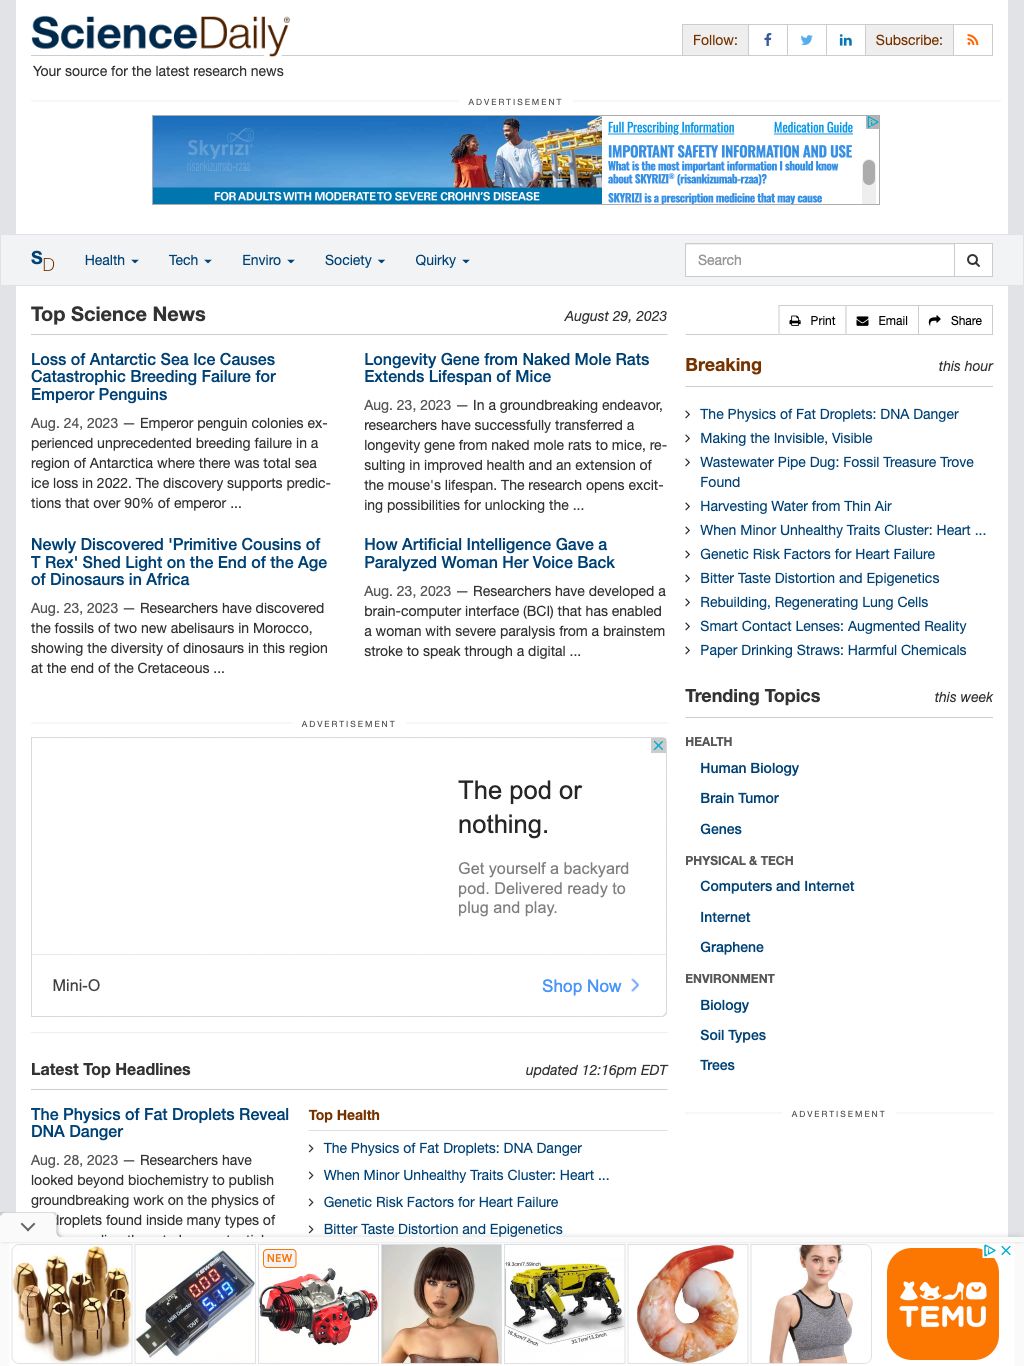 ScienceDaily®
Your source for the latest research news
Follow:
Subscribe:
ADVERTISEMENT
Skyrizi
risankizumab-rzaa
FOR ADULTS WITH MODERATE TO SEVERE CROHN'S DISEASE
Full Prescribing Information Medication Guide
IMPORTANT SAFETY INFORMATION AND USE
What is the most important information I should know
about SKYRIZI® (risankizumab-rzaa)?
SKYRIZI is a prescription medicine that may cause
SD Health Tech Enviro Society Quirky Search
Top Science News August 29, 2023
Loss of Antarctic Sea Ice Causes
Catastrophic Breeding Failure for
Emperor Penguins
Aug. 24, 2023 — Emperor penguin colonies ex-
perienced unprecedented breeding failure in a
region of Antarctica where there was total sea
ice loss in 2022. The discovery supports predic-
tions that over 90% of emperor ...
Longevity Gene from Naked Mole Rats
Extends Lifespan of Mice
Aug. 23, 2023 — In a groundbreaking endeavor,
researchers have successfully transferred a
longevity gene from naked mole rats to mice, re-
sulting in improved health and an extension of
the mouse's lifespan. The research opens excit-
ing possibilities for unlocking the ...
Newly Discovered 'Primitive Cousins of
T Rex' Shed Light on the End of the Age
of Dinosaurs in Africa
Aug. 23, 2023 — Researchers have discovered
the fossils of two new abelisaurs in Morocco,
showing the diversity of dinosaurs in this region
at the end of the Cretaceous ...
How Artificial Intelligence Gave a
Paralyzed Woman Her Voice Back
Aug. 23, 2023 — Researchers have developed a
brain-computer interface (BCI) that has enabled
a woman with severe paralysis from a brainstem
stroke to speak through a digital ...
ADVERTISEMENT
The pod or
nothing.
Get yourself a backyard
pod. Delivered ready to
plug and play.
Mini-O Shop Now
Latest Top Headlines updated 12:16pm EDT
The Physics of Fat Droplets Reveal
DNA Danger
Aug. 28, 2023 — Researchers have
looked beyond biochemistry to publish
groundbreaking work on the physics of
droplets found inside many types of
Top Health
The Physics of Fat Droplets: DNA Danger
When Minor Unhealthy Traits Cluster: Heart ...
Genetic Risk Factors for Heart Failure
Bitter Taste Distortion and Epigenetics
Print Email Share
Breaking this hour
The Physics of Fat Droplets: DNA Danger
Making the Invisible, Visible
Wastewater Pipe Dug: Fossil Treasure Trove
Found
Harvesting Water from Thin Air
When Minor Unhealthy Traits Cluster: Heart ...
Genetic Risk Factors for Heart Failure
Bitter Taste Distortion and Epigenetics
Rebuilding, Regenerating Lung Cells
Smart Contact Lenses: Augmented Reality
Paper Drinking Straws: Harmful Chemicals
Trending Topics this week
HEALTH
Human Biology
Brain Tumor
Genes
PHYSICAL & TECH
Computers and Internet
Internet
Graphene
ENVIRONMENT
Biology
Soil Types
Trees
ADVERTISEMENT
0.00
5.19
NEW
TEMU